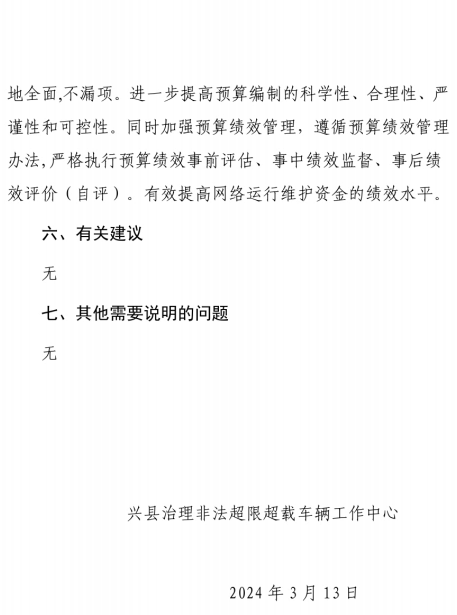 地全面,不漏项。进一步提高预算编制的科学性、合理性、严
谨性和可控性。同时加强预算绩效管理，遵循预算绩效管理
办法,严格执行预算绩效事前评估、事中绩效监督、事后绩
效评价（自评）。有效提高网络运行维护资金的绩效水平。
六、有关建议
无
七、其他需要说明的问题
无
兴县治理非法超限超载车辆工作中心
2024 年 3 月 13 日